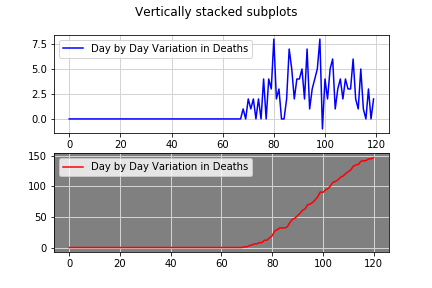 Vertically stacked subplots
7.5
Day by Day Variation in Deaths
5.0
2.5
0.0
0 20 40 60 80 100 120
150
Day by Day Variation in Deaths
100
50
0
0 20 40 60 80 100 120